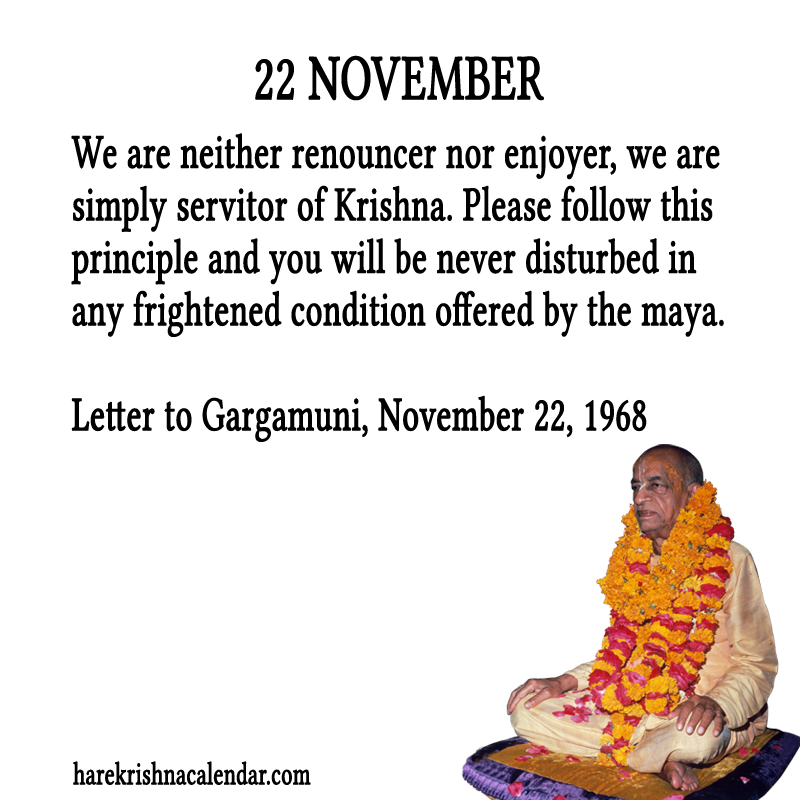 22 NOVEMBER
We are neither renouncer nor enjoyer, we are
simply servitor of Krishna. Please follow this
principle and you will be never disturbed in
any frightened condition offered by the maya.
Letter to Gargamuni, November 22, 1968
harekrishnacalendar.com